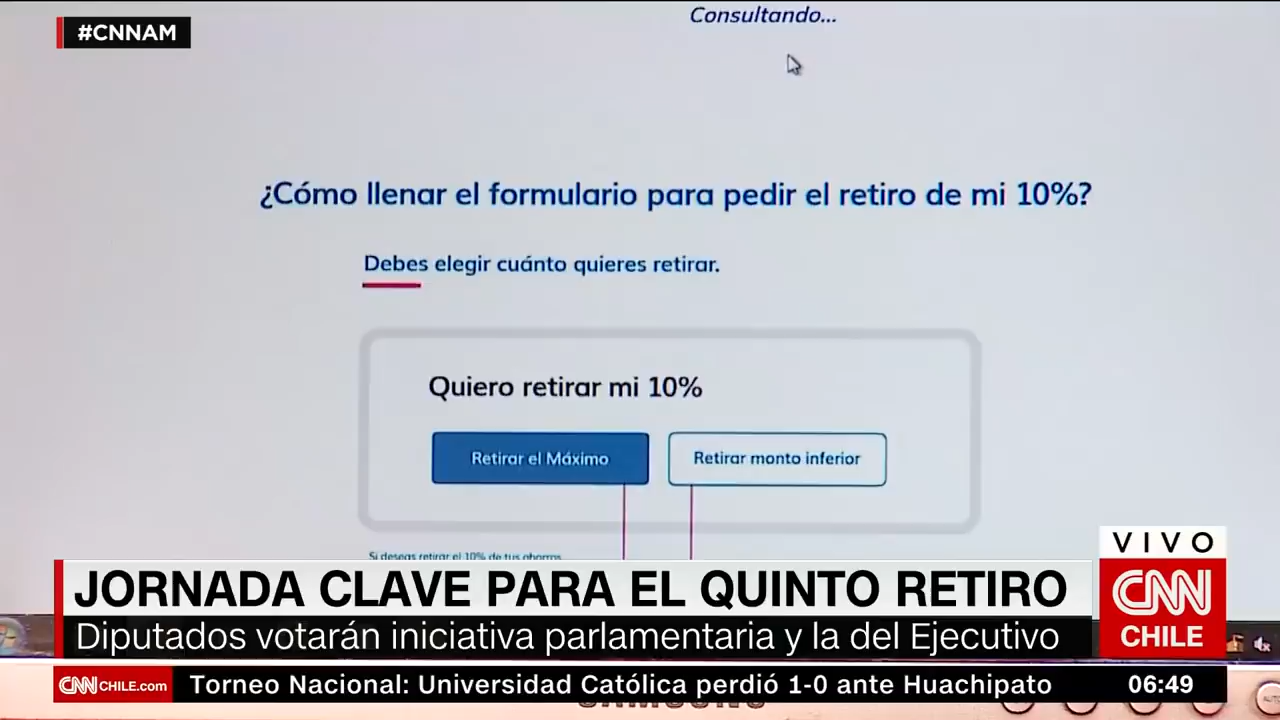 #CNNAM
Consultando...
¿Cómo llenar el formulario para pedir el retiro de mi 10%?
Debes elegir cuánto quieres retirar.
Quiero retirar mi 10%
Retirar el Máximo
Retirar monto inferior
Si deseas retirar el 10% de tus ahorros
VIVO
CNN
CHILE
JORNADA CLAVE PARA EL QUINTO RETIRO
Diputados votarán iniciativa parlamentaria y la del Ejecutivo
CNNCHILE.com
Torneo Nacional: Universidad Católica perdió 1-0 ante Huachipato
06:49
SAMSUNG